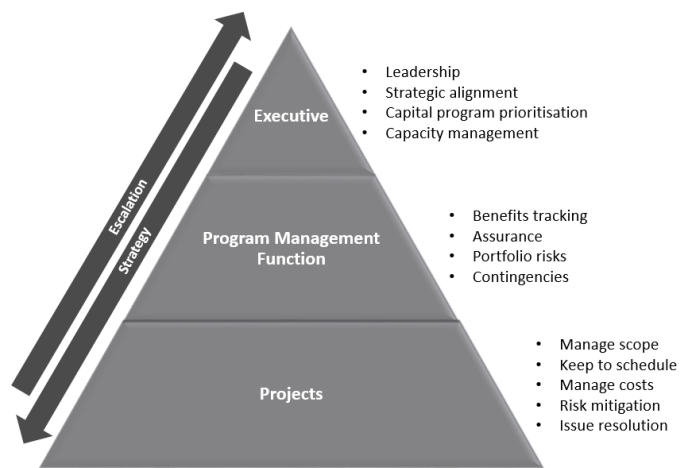 Escalation
Strategy
Executive
• Leadership
• Strategic alignment
• Capital program prioritisation
• Capacity management
Program Management
Function
• Benefits tracking
• Assurance
• Portfolio risks
• Contingencies
Projects
• Manage scope
• Keep to schedule
• Manage costs
• Risk mitigation
• Issue resolution